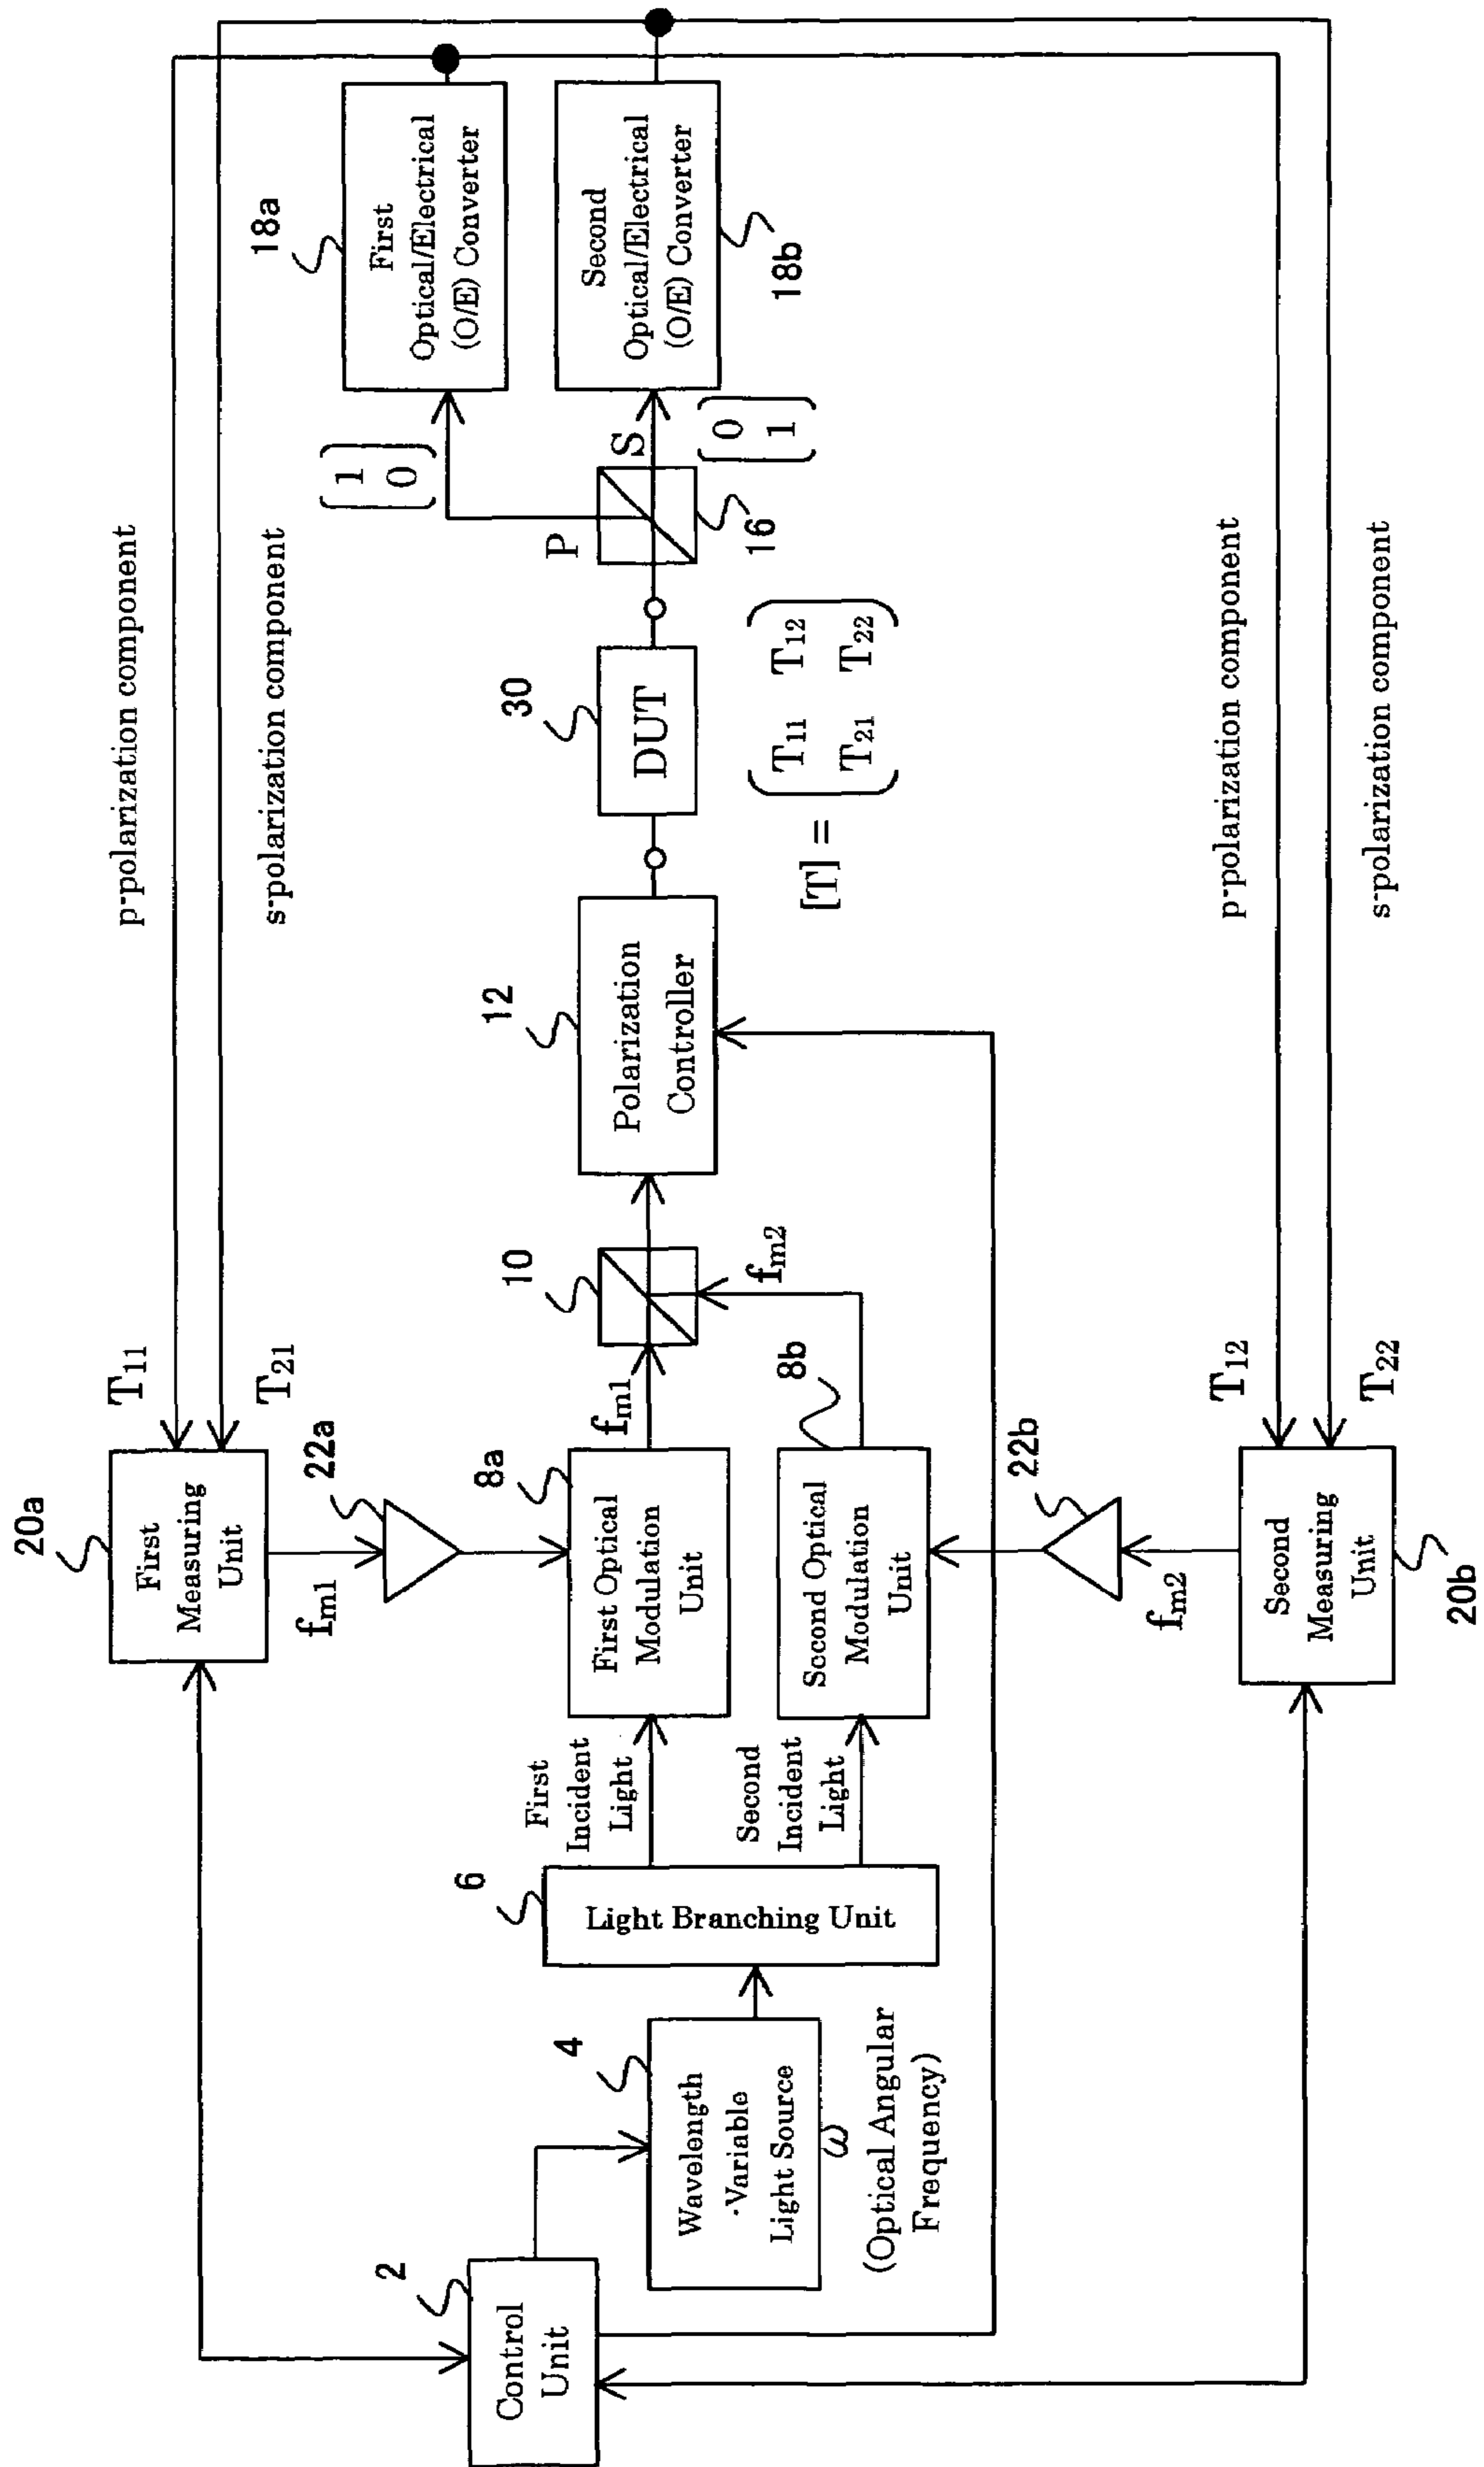 20a
First
Measuring
Unit
T11
T21
p-polarization component
s-polarization component
fm1
22a
8a
First Optical
Modulation
Unit
fm1
10
12
Polarization
Controller
30
DUT
[T] =
T11 T12
T21 T22
P
S
16
1
0
0
1
18a
First
Optical/Electrical
(O/E) Converter
Second
Optical/Electrical
(O/E) Converter
18b
2
Control
Unit
4
Wavelength
-Variable
Light Source
ω
(Optical Angular
Frequency)
6
Light Branching Unit
First
Incident
Light
Second
Incident
Light
8b
Second Optical
Modulation
Unit
fm2
22b
fm2
Second
Measuring
Unit
20b
T12
T22
p-polarization component
s-polarization component